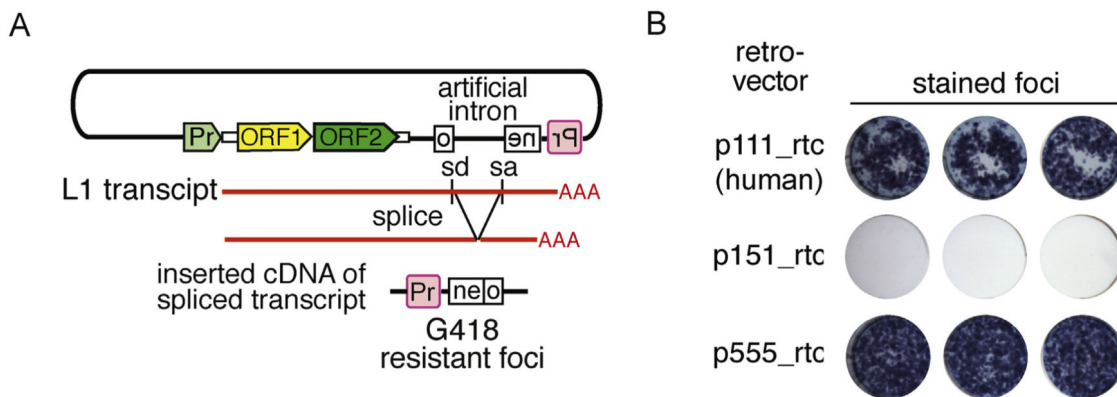 A
artificial
intron
Pr
ORF1
ORF2
o
ne
Pr
sd
sa
L1 transcipt
AAA
splice
AAA
inserted cDNA of
spliced transcript
Pr
ne
o
G418
resistant foci
B
retro-
vector
stained foci
p111_rtc
(human)
p151_rtc
p555_rtc